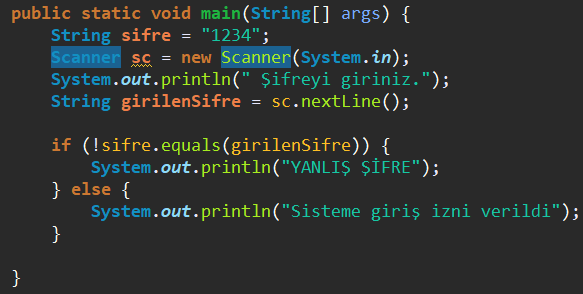 public static void main(String[] args) {
String sifre = "1234";
Scanner sc = new Scanner(System.in);
System.out.println(" Şifreyi giriniz.");
String girilenSifre = sc.nextLine();
if (!sifre.equals(girilenSifre)) {
System.out.println("YANLIŞ ŞİFRE");
} else {
System.out.println("Sisteme giriş izni verildi");
}
}